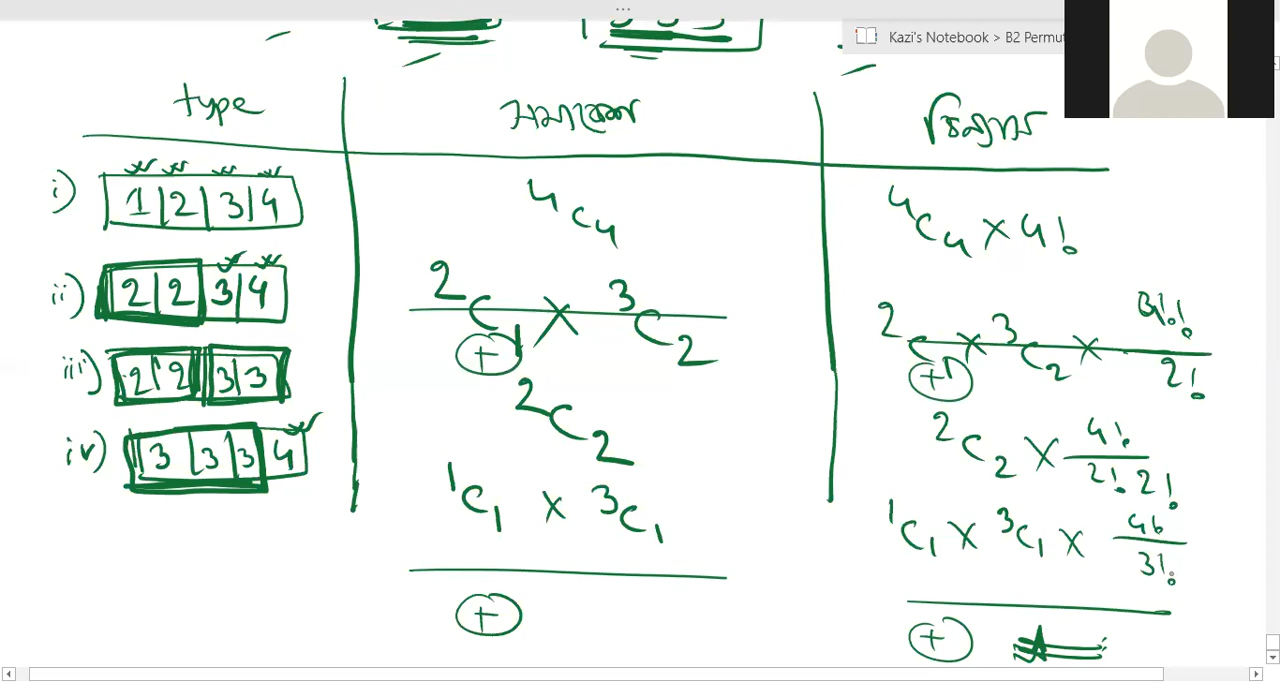 Kazi's Notebook > B2 Permut
type সমাবেশ বিন্যাস
i) 1 2 3 4 ⁴C₄ ⁴C₄ × 4!
ii) 2 2 3 4 ²C₁ × ³C₂ ²C₁ × ³C₂ × 4!/2!
iii) 2 2 3 3 ²C₂ ²C₂ × 4!/2! 2!
iv) 3 3 3 4 ¹C₁ × ³C₁ ¹C₁ × ³C₁ × 4!/3!
+ +
+ +